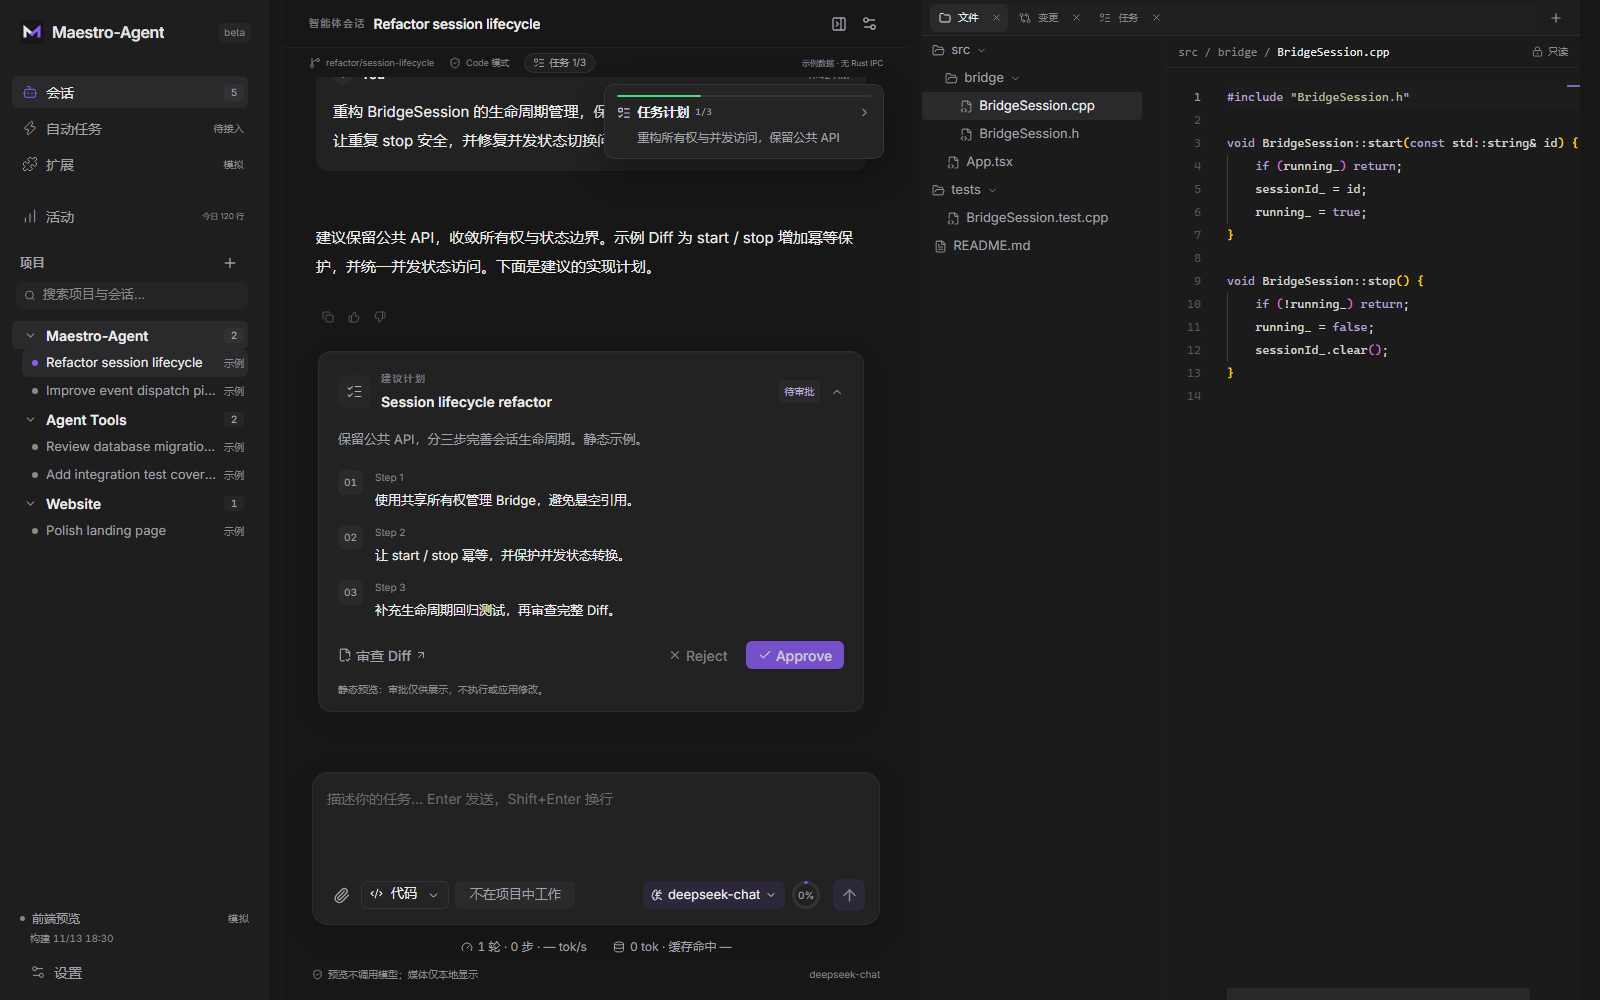 Maestro-Agent
beta
会话
5
自动任务
待接入
扩展
模拟
活动
今日 120 行
项目
搜索项目与会话...
Maestro-Agent
2
Refactor session lifecycle
示例
Improve event dispatch pi...
示例
Agent Tools
2
Review database migratio...
示例
Add integration test cover...
示例
Website
1
Polish landing page
示例
前端预览
模拟
构建 11/13 18:30
设置
智能体会话
Refactor session lifecycle
refactor/session-lifecycle
Code 模式
任务 1/3
示例数据 · 无 Rust IPC
重构 BridgeSession 的生命周期管理，保
让重复 stop 安全，并修复并发状态切换问
任务计划 1/3
重构所有权与并发访问，保留公共 API
建议保留公共 API，收敛所有权与状态边界。示例 Diff 为 start / stop 增加幂等保
护，并统一并发状态访问。下面是建议的实现计划。
建议计划
Session lifecycle refactor
待审批
保留公共 API，分三步完善会话生命周期。静态示例。
01
Step 1
使用共享所有权管理 Bridge，避免悬空引用。
02
Step 2
让 start / stop 幂等，并保护并发状态转换。
03
Step 3
补充生命周期回归测试，再审查完整 Diff。
审查 Diff
Reject
Approve
静态预览：审批仅供展示，不执行或应用修改。
描述你的任务... Enter 发送，Shift+Enter 换行
代码
不在项目中工作
deepseek-chat
0%
1 轮 · 0 步 · — tok/s
0 tok · 缓存命中 —
预览不调用模型；媒体仅本地显示
deepseek-chat
文件
变更
任务
src
bridge
BridgeSession.cpp
BridgeSession.h
App.tsx
tests
BridgeSession.test.cpp
README.md
src / bridge / BridgeSession.cpp
只读
1 #include "BridgeSession.h"
2
3 void BridgeSession::start(const std::string& id) {
4 if (running_) return;
5 sessionId_ = id;
6 running_ = true;
7 }
8
9 void BridgeSession::stop() {
10 if (!running_) return;
11 running_ = false;
12 sessionId_.clear();
13 }
14